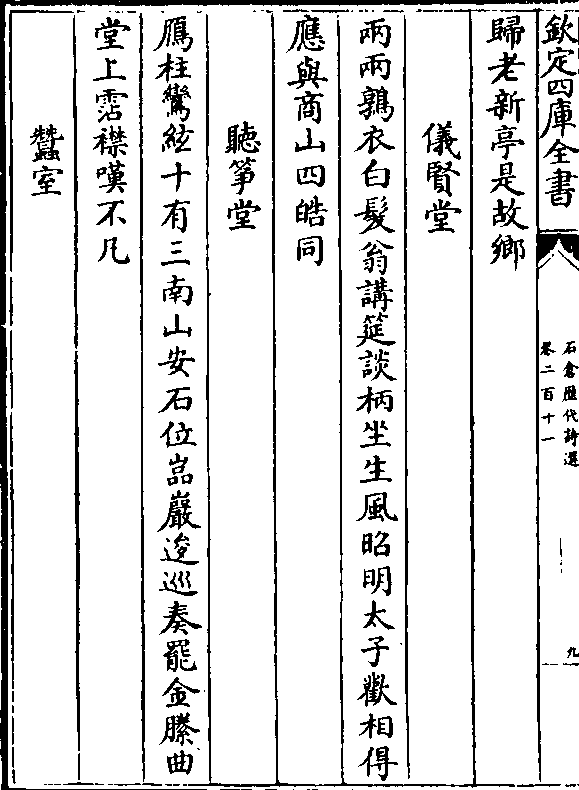 欽定四庫全書
石倉歴代詩選
卷二百十一
九
歸老新亭是故鄉
儀賢堂
兩兩鶉衣白髮翁講筵談柄坐生風昭明太子歡相得
應與商山四皓同
聽箏堂
鴈柱鸞絃十有三南山安石位嵓巖逡巡奏罷金縢曲
堂上霑襟嘆不凡
蠶室